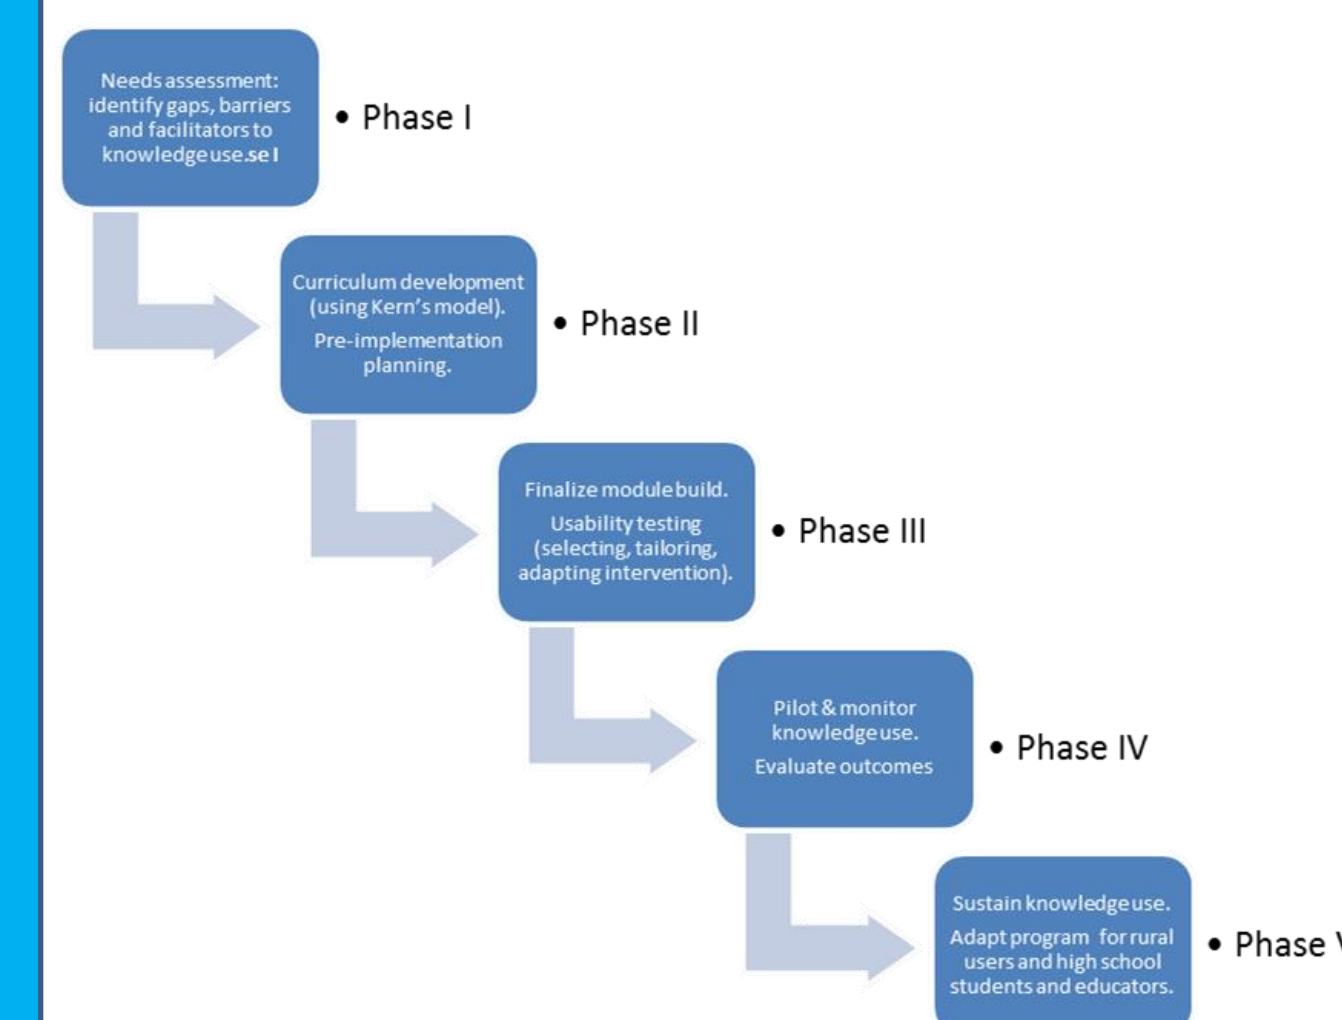 Needs assessment:
identify gaps, barriers
and facilitators to
knowledge use.se I
• Phase I
Curriculum development
(using Kern's model).
Pre-implementation
planning.
• Phase II
Finalize module build.
Usability testing
(selecting, tailoring,
adapting intervention).
• Phase III
Pilot & monitor
knowledge use.
Evaluate outcomes
• Phase IV
Sustain knowledge use.
Adapt program for rural
users and high school
students and educators.
• Phase V